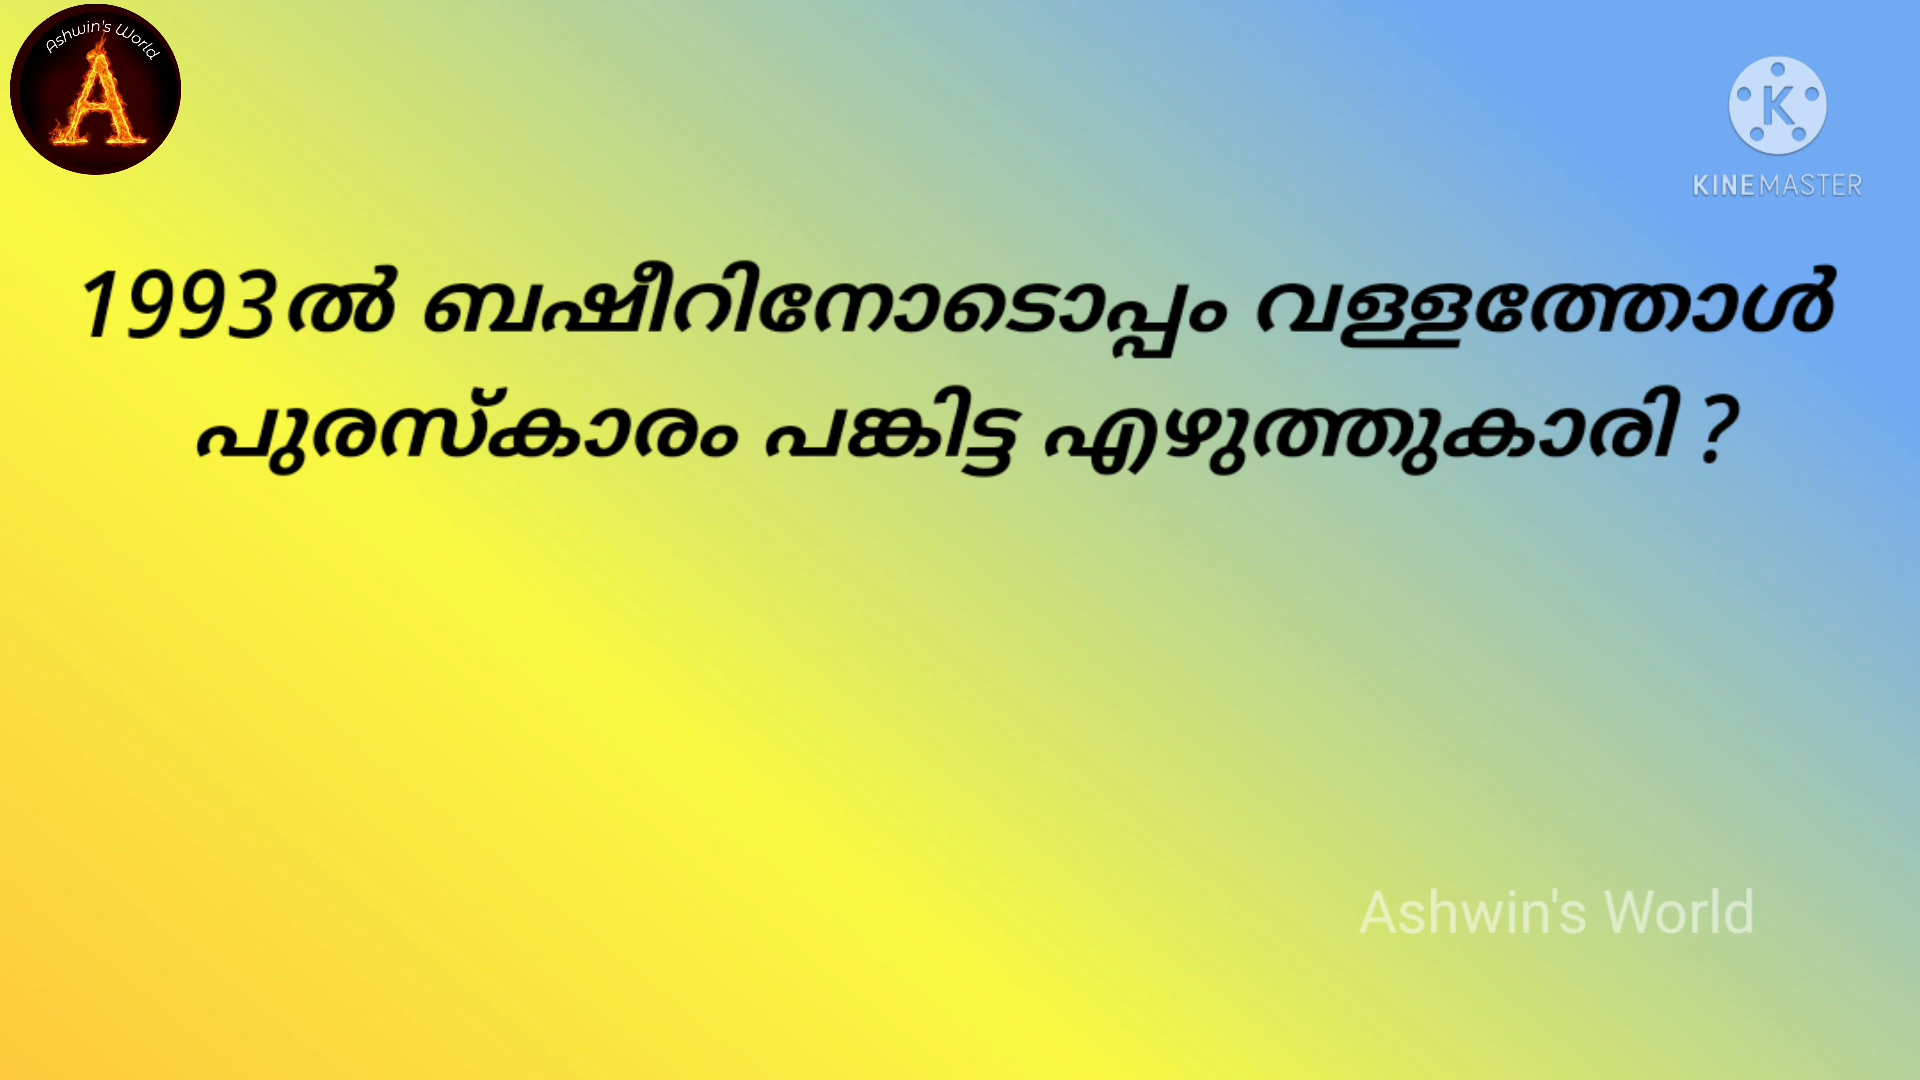 Ashwin's World
A
K
KINEMASTER
1993ൽ ബഷീറിനോടൊപ്പം വള്ളത്തോൾ
പുരസ്കാരം പങ്കിട്ട എഴുത്തുകാരി ?
Ashwin's World